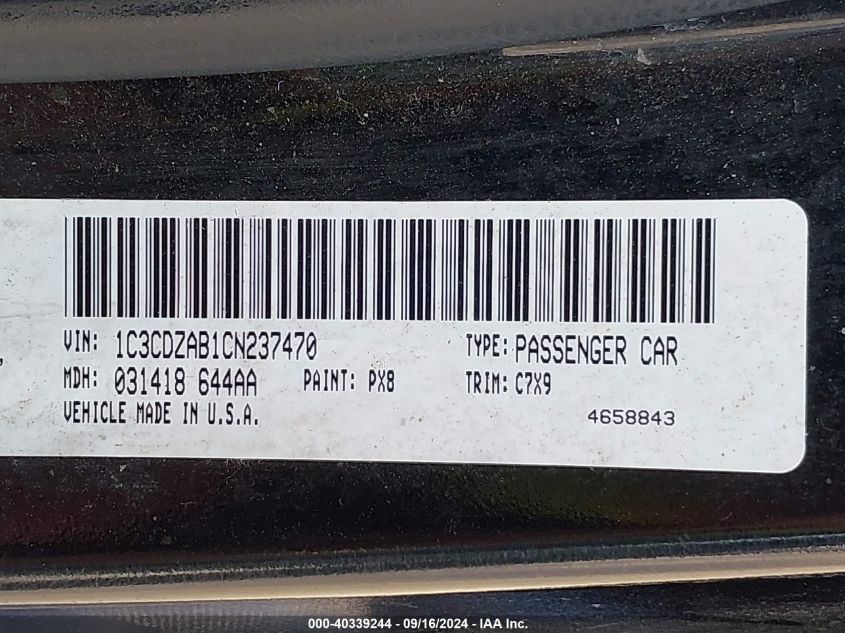 VIN: 1C3CDZAB1CN237470 TYPE: PASSENGER CAR
MDH: 031418 644AA PAINT: PX8 TRIM: C7X9
VEHICLE MADE IN U.S.A. 4658843
000-40339244 - 09/16/2024 - IAA Inc.